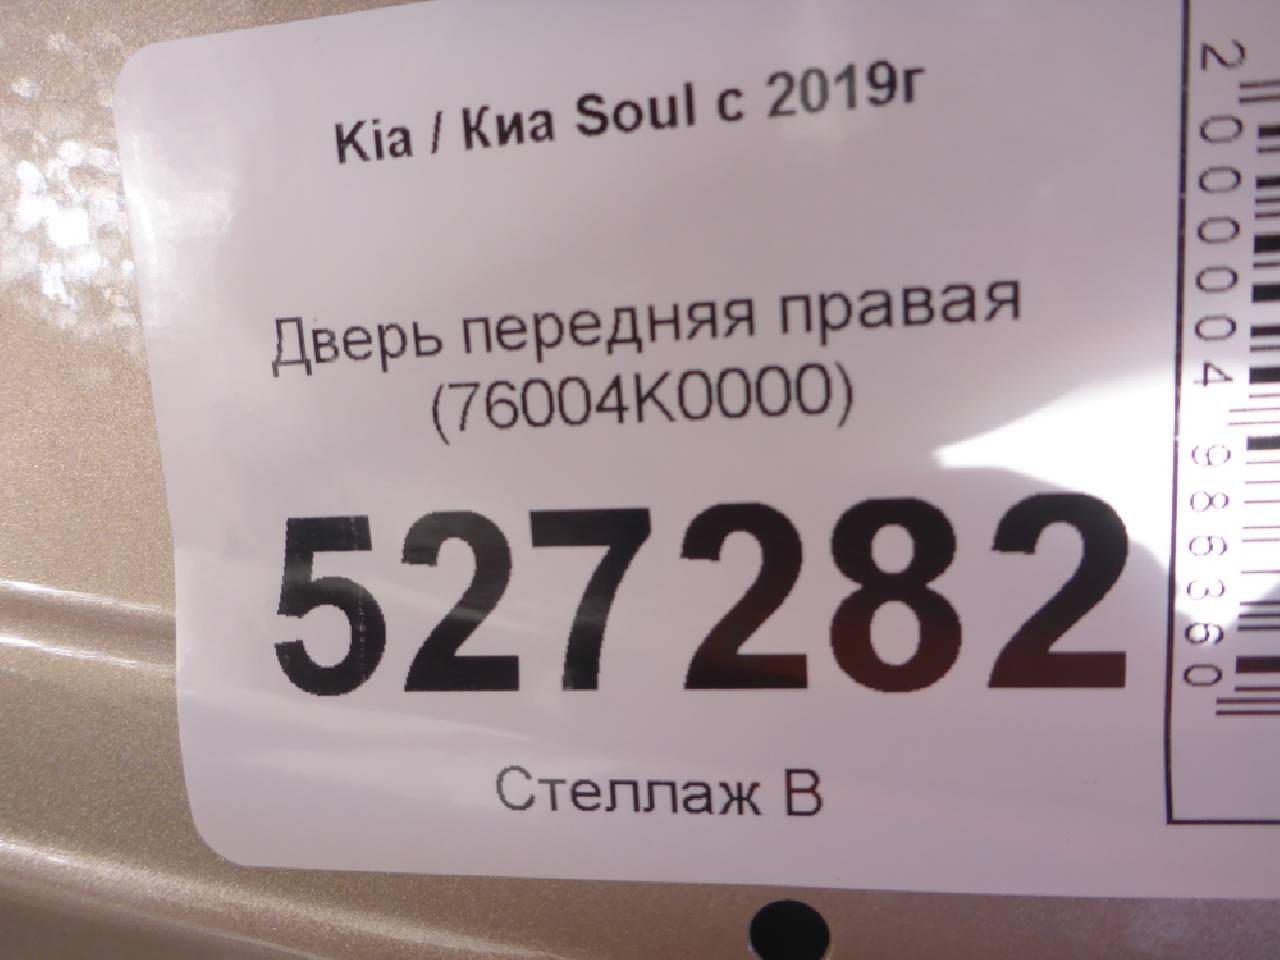 Kia / Киа Soul с 2019г
Дверь передняя правая
(76004K0000)
527282
Стеллаж В
2000004986360